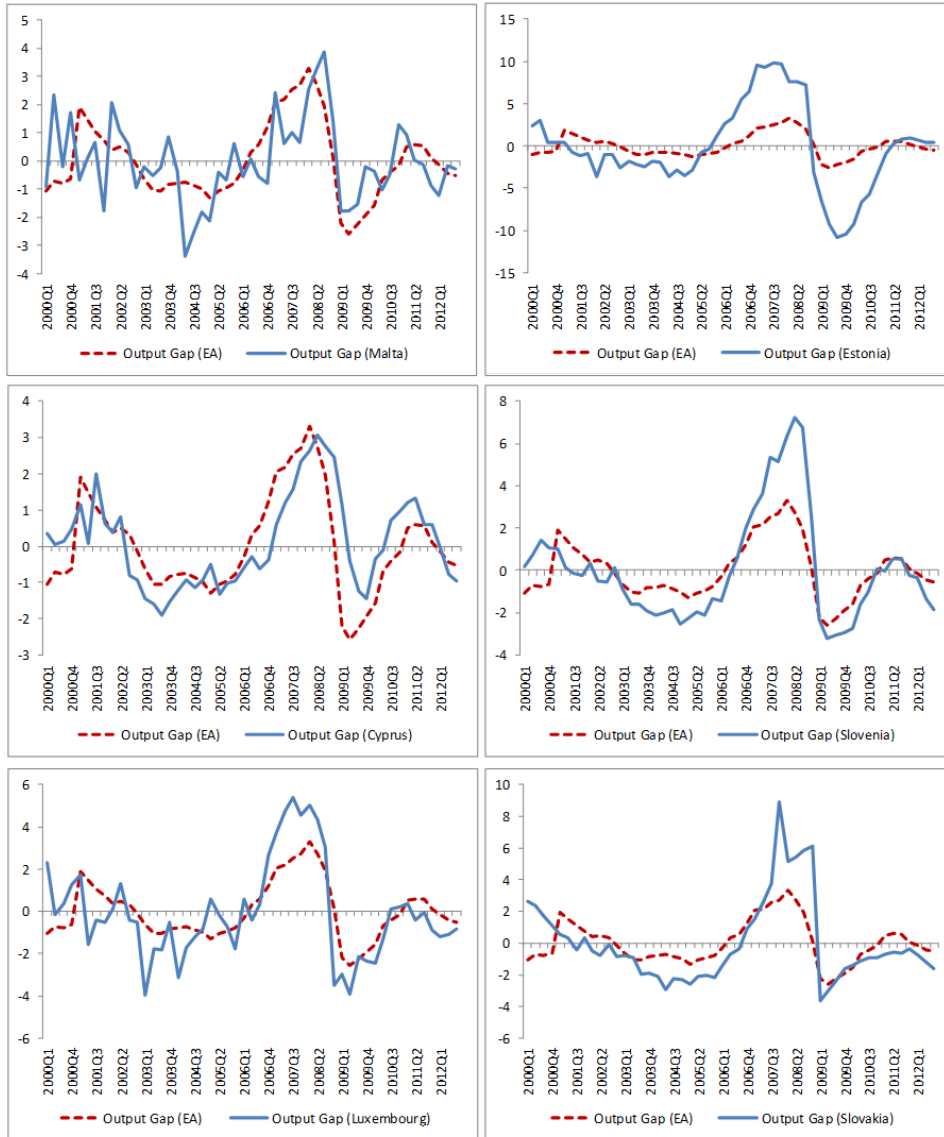 5
4
3
2
1
0
-1
-2
-3
-4
2000Q1
2000Q4
2001Q3
2002Q2
2003Q1
2003Q4
2004Q3
2005Q2
2006Q1
2006Q4
2007Q3
2008Q2
2009Q1
2009Q4
2010Q3
2011Q2
2012Q1
Output Gap (EA) Output Gap (Malta)
15
10
5
0
-5
-10
-15
2000Q1
2000Q4
2001Q3
2002Q2
2003Q1
2003Q4
2004Q3
2005Q2
2006Q1
2006Q4
2007Q3
2008Q2
2009Q1
2009Q4
2010Q3
2011Q2
2012Q1
Output Gap (EA) Output Gap (Estonia)
4
3
2
1
0
-1
-2
-3
2000Q1
2000Q4
2001Q3
2002Q2
2003Q1
2003Q4
2004Q3
2005Q2
2006Q1
2006Q4
2007Q3
2008Q2
2009Q1
2009Q4
2010Q3
2011Q2
2012Q1
Output Gap (EA) Output Gap (Cyprus)
8
6
4
2
0
-2
-4
2000Q1
2000Q4
2001Q3
2002Q2
2003Q1
2003Q4
2004Q3
2005Q2
2006Q1
2006Q4
2007Q3
2008Q2
2009Q1
2009Q4
2010Q3
2011Q2
2012Q1
Output Gap (EA) Output Gap (Slovenia)
6
4
2
0
-2
-4
-6
2000Q1
2000Q4
2001Q3
2002Q2
2003Q1
2003Q4
2004Q3
2005Q2
2006Q1
2006Q4
2007Q3
2008Q2
2009Q1
2009Q4
2010Q3
2011Q2
2012Q1
Output Gap (EA) Output Gap (Luxembourg)
10
8
6
4
2
0
-2
-4
-6
2000Q1
2000Q4
2001Q3
2002Q2
2003Q1
2003Q4
2004Q3
2005Q2
2006Q1
2006Q4
2007Q3
2008Q2
2009Q1
2009Q4
2010Q3
2011Q2
2012Q1
Output Gap (EA) Output Gap (Slovakia)